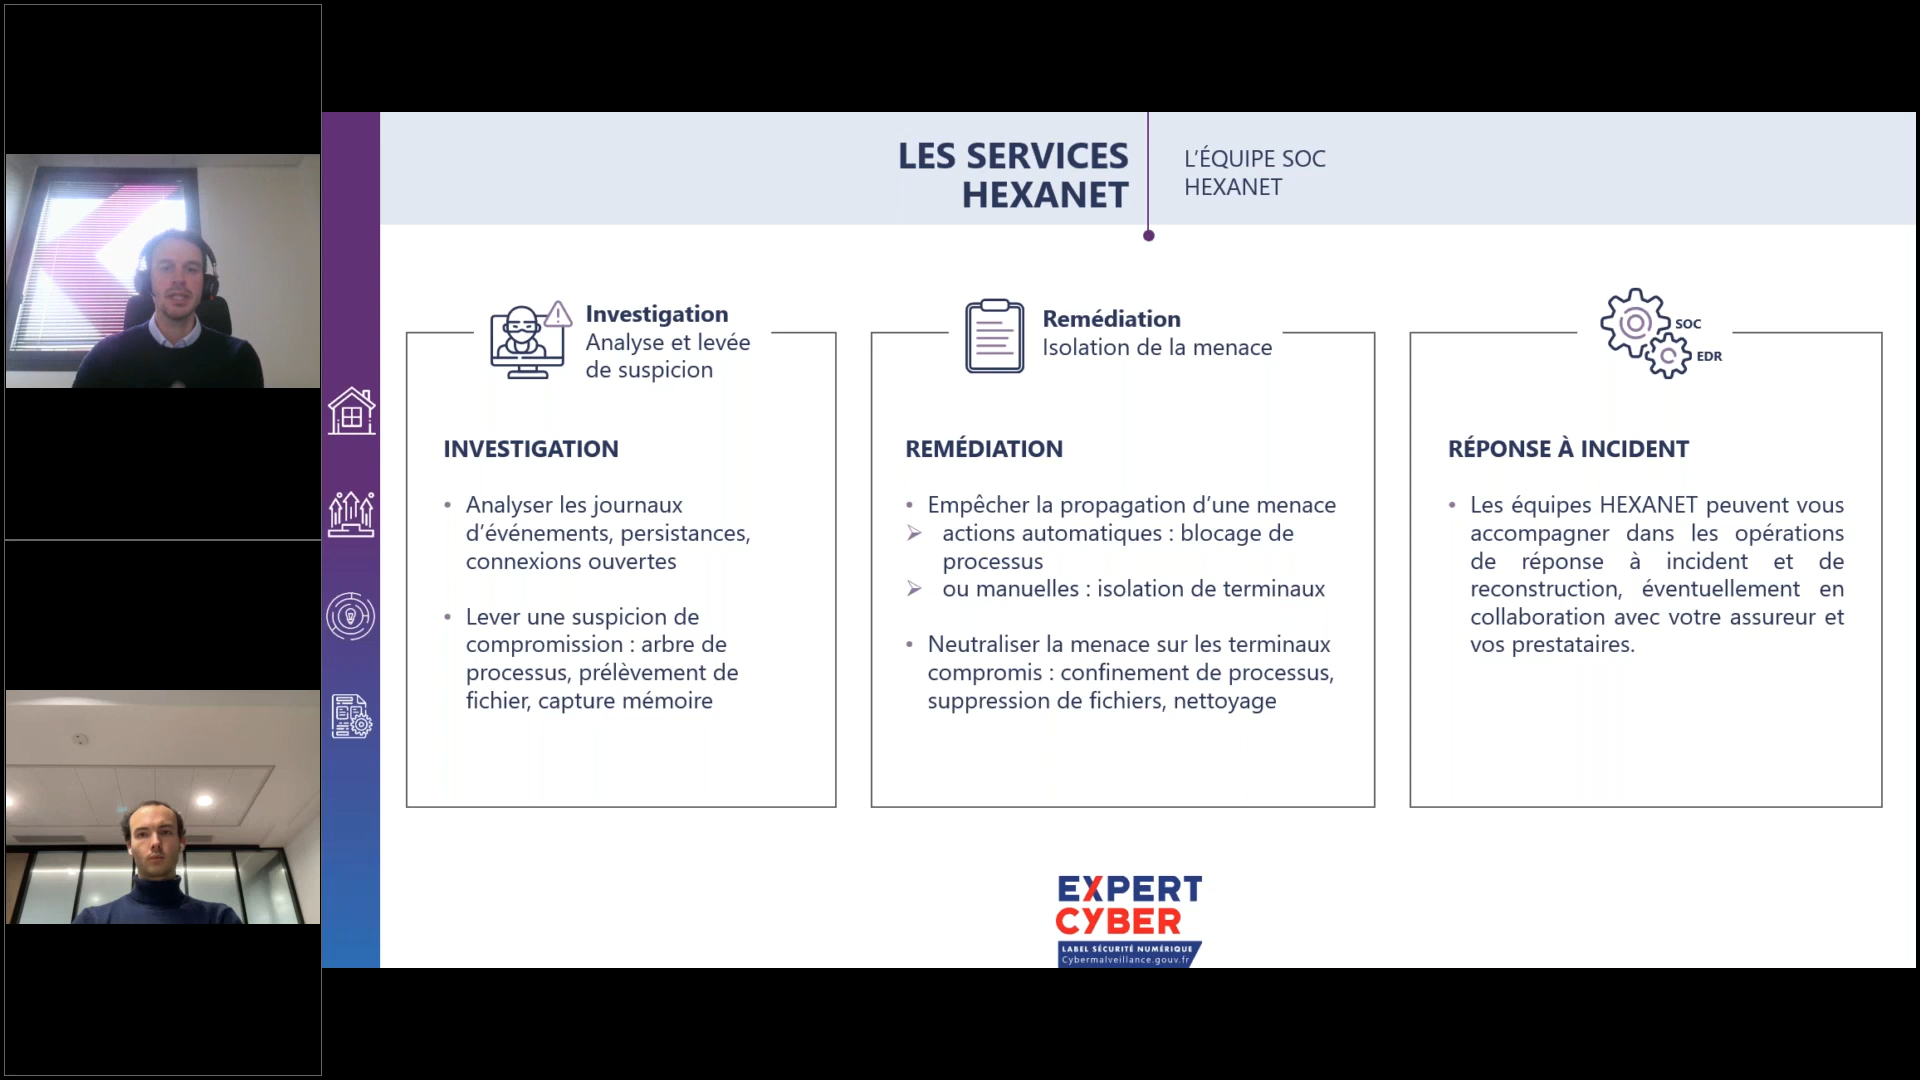 LES SERVICES
HEXANET
L'ÉQUIPE SOC
HEXANET
Investigation
Analyse et levée
de suspicion
INVESTIGATION
• Analyser les journaux
d'événements, persistances,
connexions ouvertes
• Lever une suspicion de
compromission : arbre de
processus, prélèvement de
fichier, capture mémoire
Remédiation
Isolation de la menace
REMÉDIATION
• Empêcher la propagation d'une menace
➢ actions automatiques : blocage de
processus
➢ ou manuelles : isolation de terminaux
• Neutraliser la menace sur les terminaux
compromis : confinement de processus,
suppression de fichiers, nettoyage
SOC
EDR
RÉPONSE À INCIDENT
• Les équipes HEXANET peuvent vous
accompagner dans les opérations
de réponse à incident et de
reconstruction, éventuellement en
collaboration avec votre assureur et
vos prestataires.
EXPERT
CYBER
LABEL SÉCURITÉ NUMÉRIQUE
Cybermalveillance.gouv.fr